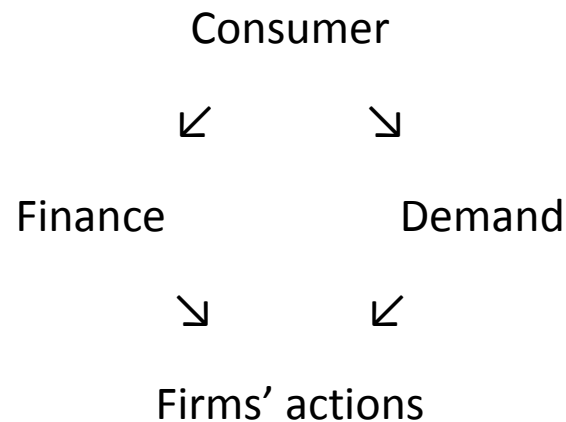 Consumer
↙ ↘
Finance Demand
↘ ↙
Firms’ actions